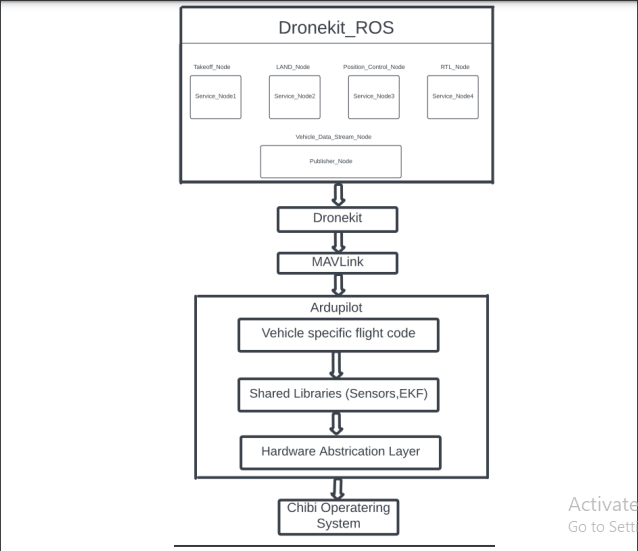 Dronekit_ROS
Takeoff_Node LAND_Node Position_Control_Node RTL_Node
Service_Node1 Service_Node2 Service_Node3 Service_Node4
Vehicle_Data_Stream_Node
Publisher_Node
Dronekit
MAVLink
Ardupilot
Vehicle specific flight code
Shared Libraries (Sensors,EKF)
Hardware Abstrication Layer
Chibi Operatering
System
Activate
Go to Setti